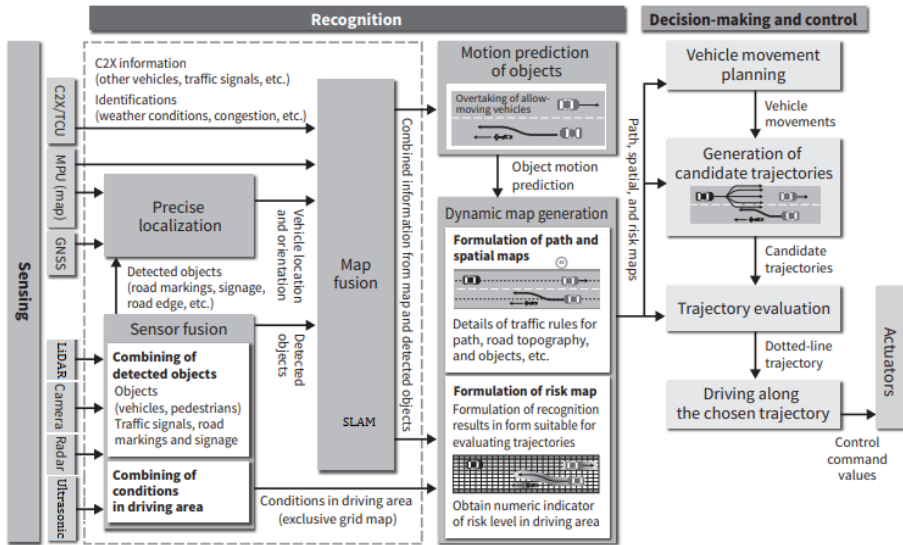 Recognition
Decision-making and control
Sensing
C2X/TCU
MPU (map)
GNSS
LiDAR
Camera
Radar
Ultrasonic
C2X information
(other vehicles, traffic signals, etc.)
Identifications
(weather conditions, congestion, etc.)
Precise
localization
Detected objects
(road markings, signage,
road edge, etc.)
Vehicle location
and orientation
Sensor fusion
Combining of
detected objects
Objects
(vehicles, pedestrians)
Traffic signals, road
markings and signage
Combining of
conditions
in driving area
Detected
objects
Map
fusion
SLAM
Conditions in driving area
(exclusive grid map)
Combined information from map and detected objects
Motion prediction
of objects
Overtaking of allow-
moving vehicles
Object motion
prediction
Dynamic map generation
Formulation of path and
spatial maps
Details of traffic rules for
path, road topography,
and objects, etc.
Formulation of risk map
Formulation of recognition
results in form suitable for
evaluating trajectories
Obtain numeric indicator
of risk level in driving area
Path, spatial, and risk maps
Vehicle movement
planning
Vehicle
movements
Generation of
candidate trajectories
Candidate
trajectories
Trajectory evaluation
Dotted-line
trajectory
Driving along
the chosen trajectory
Control
command
values
Actuators